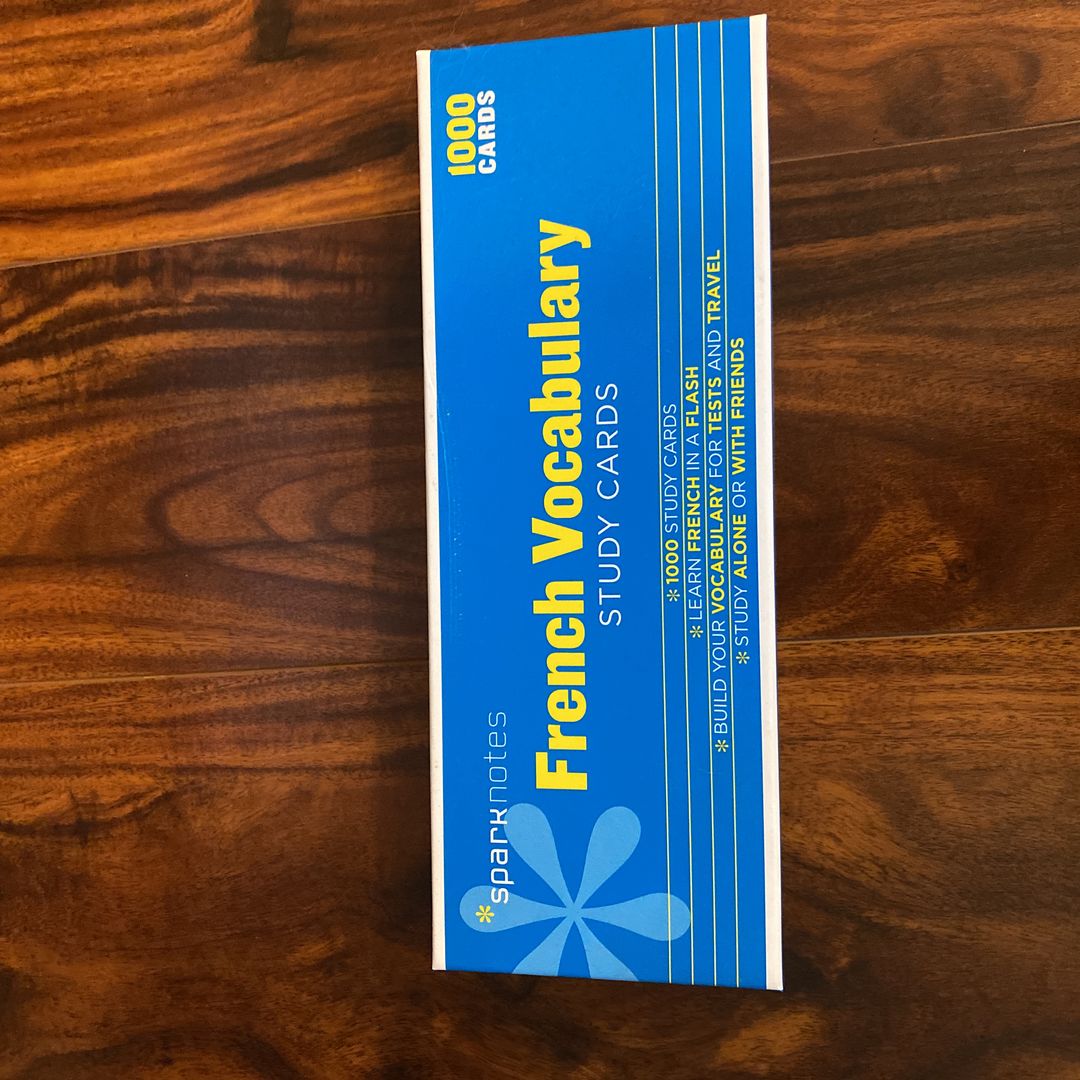 *sparknotes
1000
CARDS
French Vocabulary
STUDY CARDS
* 1000 STUDY CARDS
* LEARN FRENCH IN A FLASH
* BUILD YOUR VOCABULARY FOR TESTS AND TRAVEL
* STUDY ALONE OR WITH FRIENDS